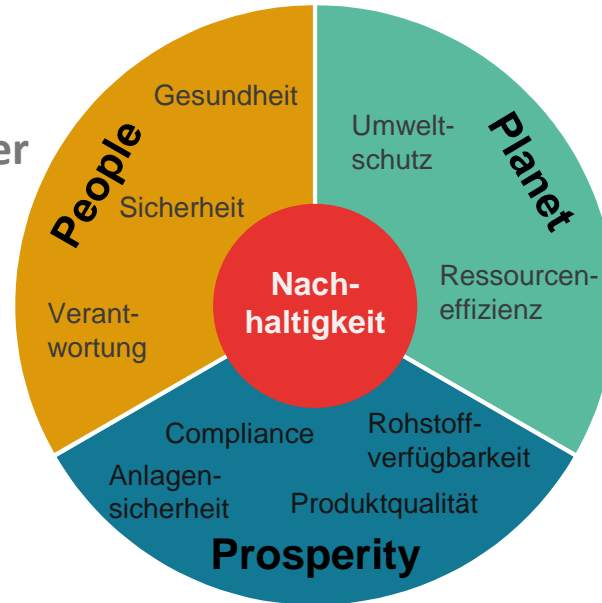 er
People
Gesundheit
Sicherheit
Verant-
wortung
Planet
Umwelt-
schutz
Ressourcen-
effizienz
Nach-
haltigkeit
Compliance
Rohstoff-
verfügbarkeit
Anlagen-
sicherheit
Produktqualität
Prosperity